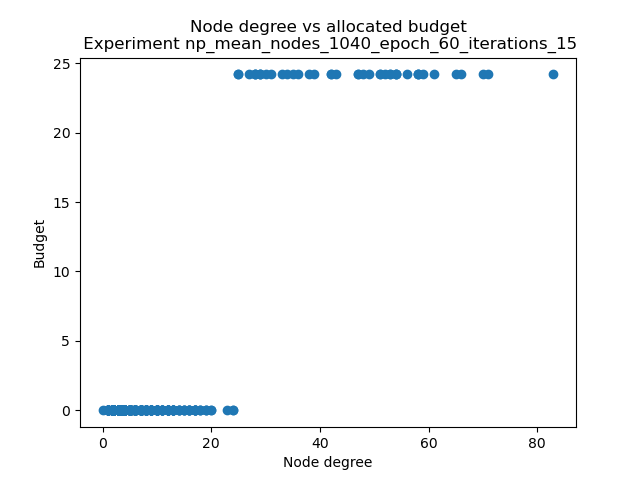 Node degree vs allocated budget
Experiment np_mean_nodes_1040_epoch_60_iterations_15
25
20
15
10
5
0
Budget
0 20 40 60 80
Node degree